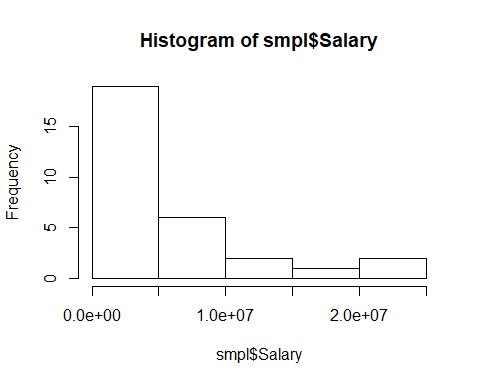 Histogram of smpl$Salary
Frequency
15
10
5
0
0.0e+00 1.0e+07 2.0e+07
smpl$Salary